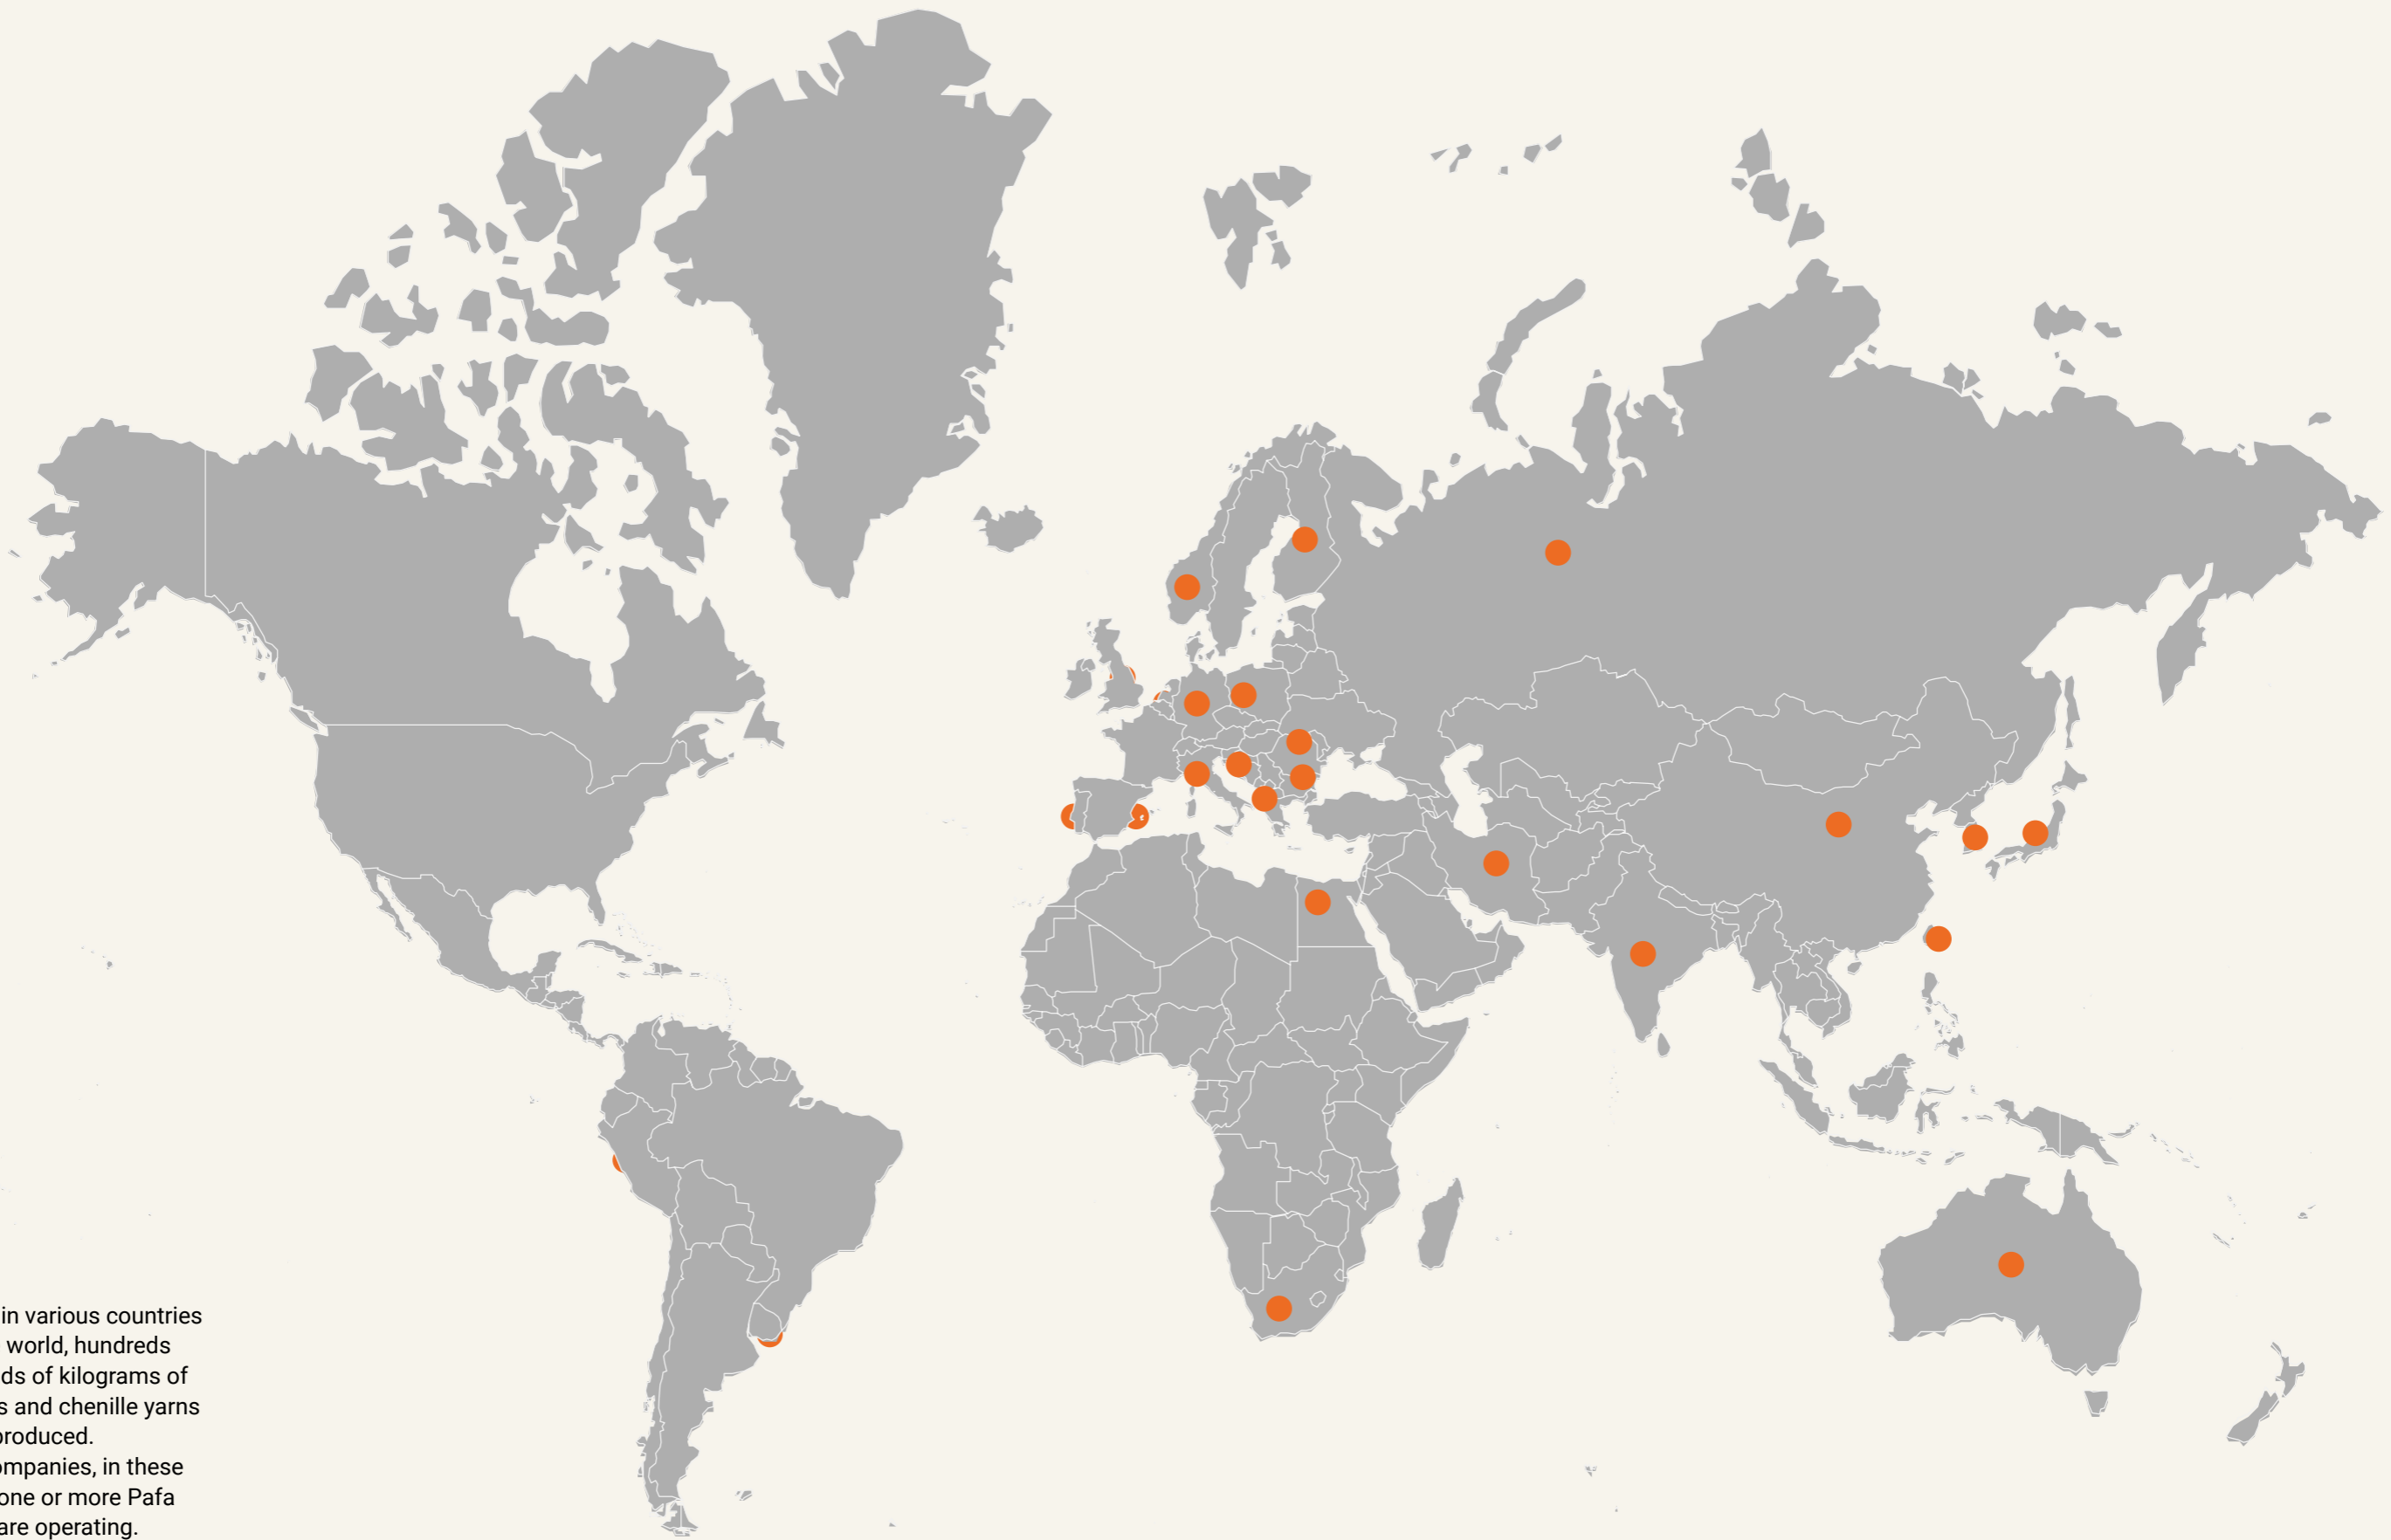 in various countries
world, hundreds
ds of kilograms of
s and chenille yarns
produced.
ompanies, in these
one or more Pafa
are operating.